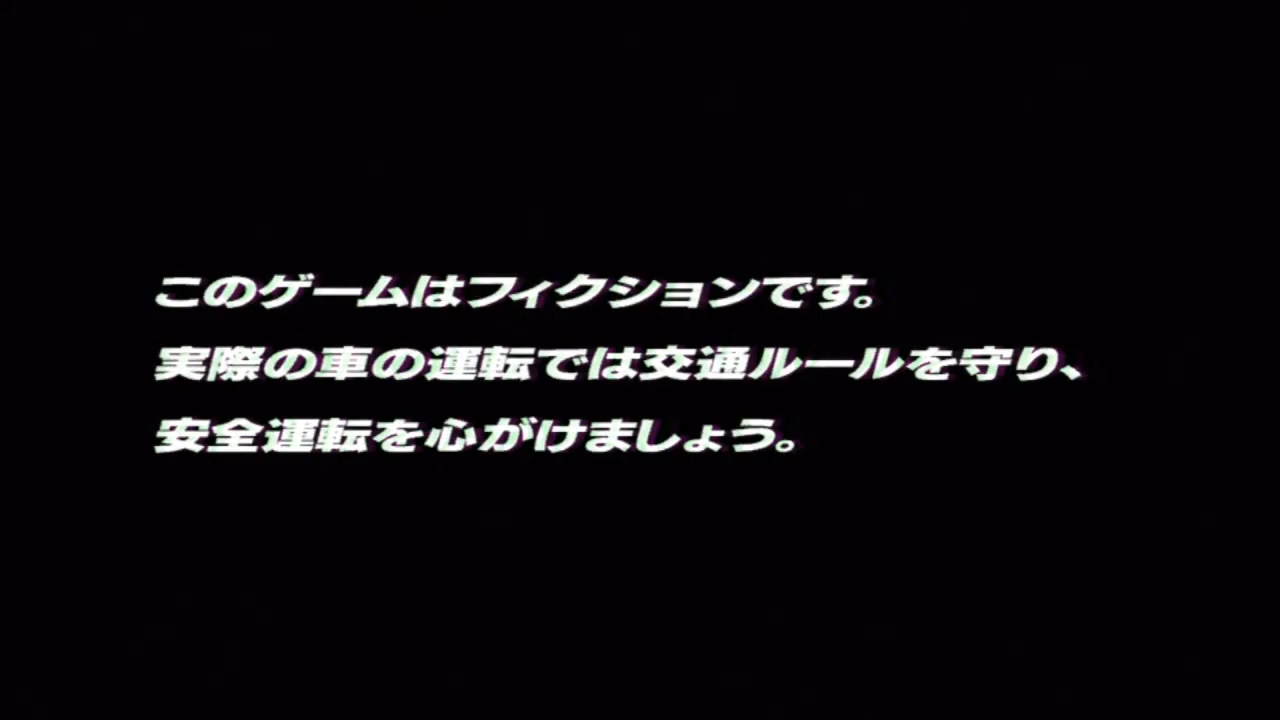 このゲームはフィクションです。
実際の車の運転では交通ルールを守り、
安全運転を心がけましょう。